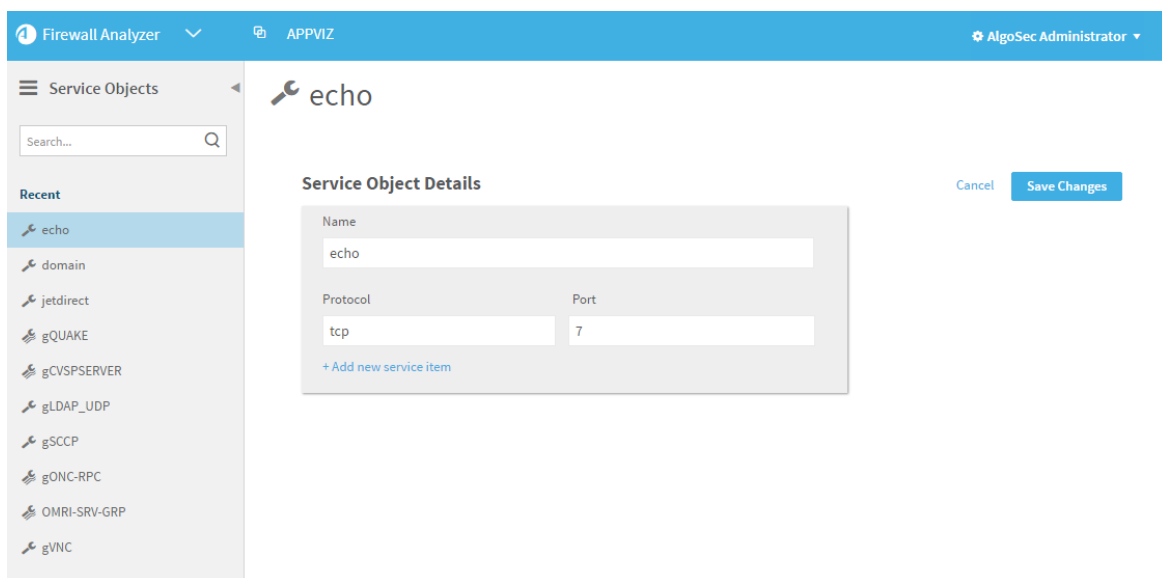 Firewall Analyzer
APPVIZ
AlgoSec Administrator
Service Objects
Search...
Recent
echo
domain
jetdirect
gQUAKE
gCVSPSERVER
gLDAP_UDP
gSCCP
gONC-RPC
OMRI-SRV-GRP
gVNC
echo
Service Object Details
Cancel
Save Changes
Name
echo
Protocol
Port
tcp
7
+ Add new service item